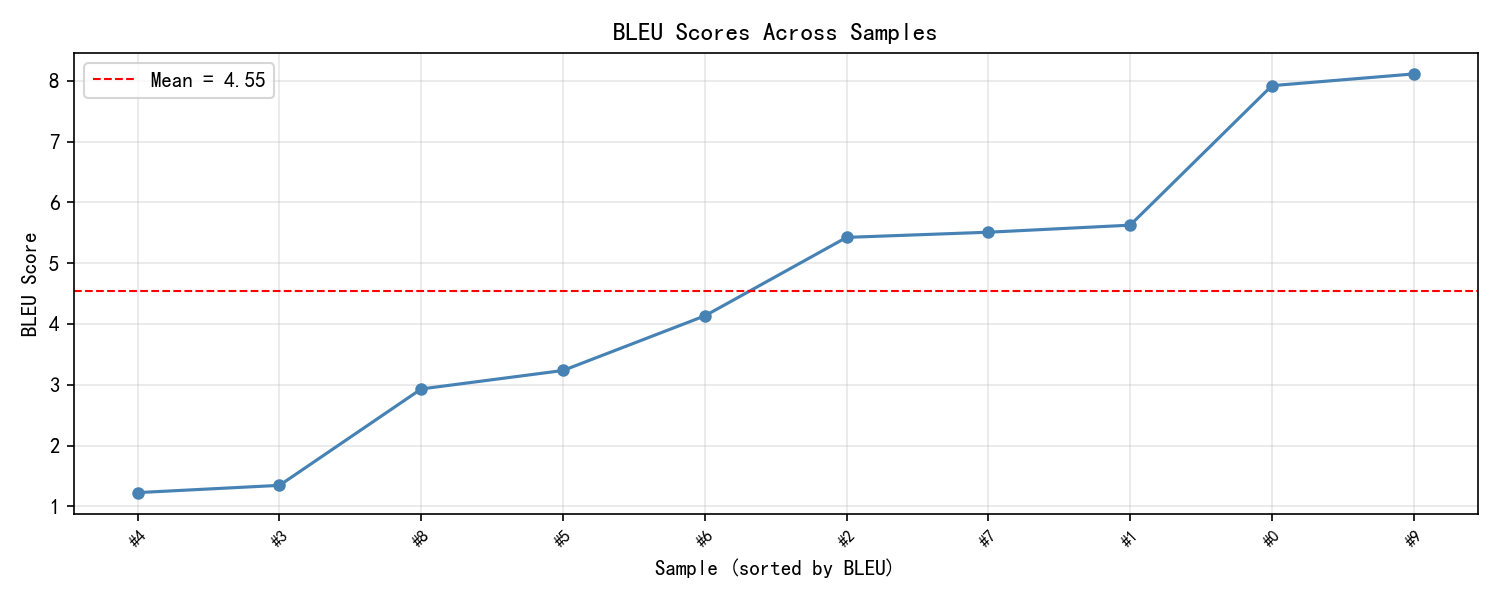 BLEU Scores Across Samples
Mean = 4.55
BLEU Score
8
7
6
5
4
3
2
1
#4 #3 #8 #5 #6 #2 #7 #1 #0 #9
Sample (sorted by BLEU)